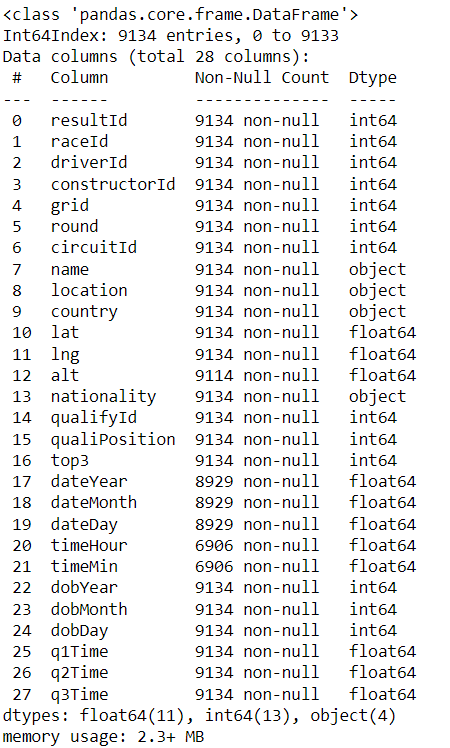 <class 'pandas.core.frame.DataFrame'>
Int64Index: 9134 entries, 0 to 9133
Data columns (total 28 columns):
 #   Column         Non-Null Count  Dtype
---  ------         --------------  -----
 0   resultId       9134 non-null   int64
 1   raceId         9134 non-null   int64
 2   driverId       9134 non-null   int64
 3   constructorId  9134 non-null   int64
 4   grid           9134 non-null   int64
 5   round          9134 non-null   int64
 6   circuitId      9134 non-null   int64
 7   name           9134 non-null   object
 8   location       9134 non-null   object
 9   country        9134 non-null   object
 10  lat            9134 non-null   float64
 11  lng            9134 non-null   float64
 12  alt            9114 non-null   float64
 13  nationality    9134 non-null   object
 14  qualifyId      9134 non-null   int64
 15  qualiPosition  9134 non-null   int64
 16  top3           9134 non-null   int64
 17  dateYear       8929 non-null   float64
 18  dateMonth      8929 non-null   float64
 19  dateDay        8929 non-null   float64
 20  timeHour       6906 non-null   float64
 21  timeMin        6906 non-null   float64
 22  dobYear        9134 non-null   int64
 23  dobMonth       9134 non-null   int64
 24  dobDay         9134 non-null   int64
 25  q1Time         9134 non-null   float64
 26  q2Time         9134 non-null   float64
 27  q3Time         9134 non-null   float64
dtypes: float64(11), int64(13), object(4)
memory usage: 2.3+ MB